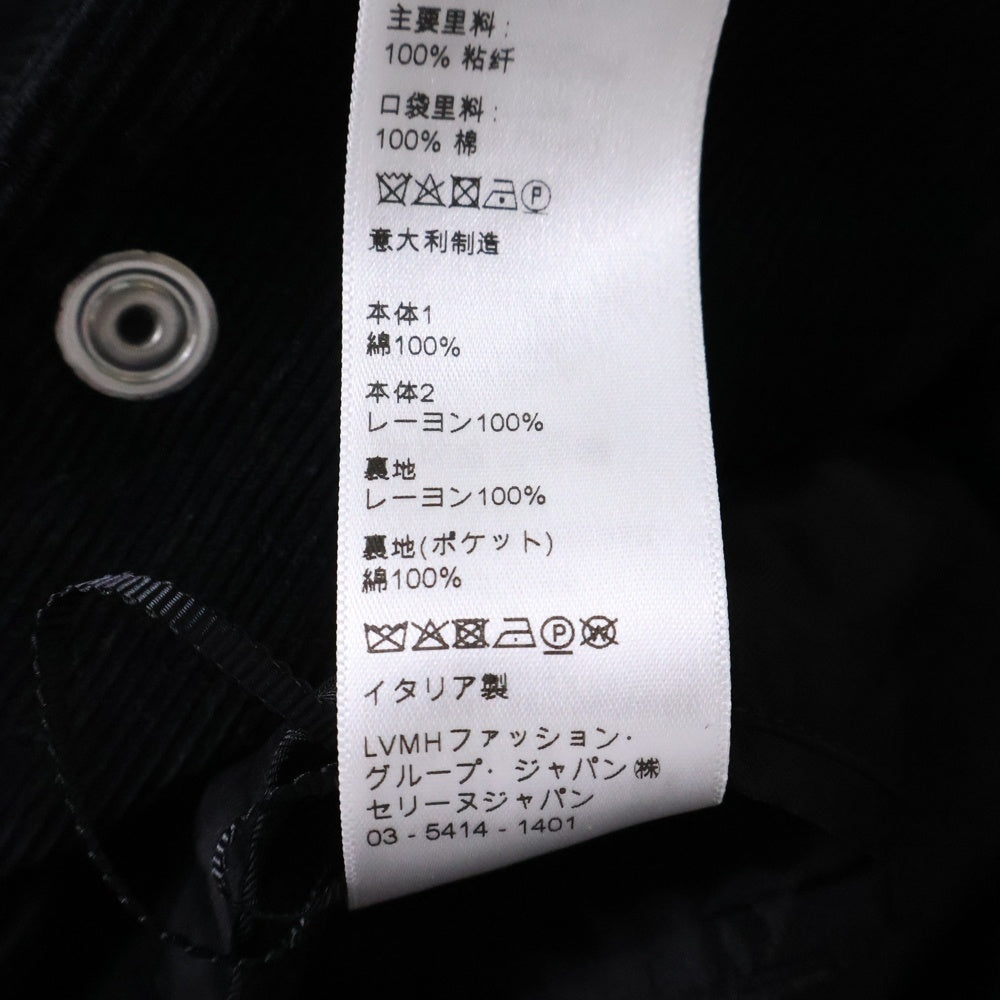 主要里料:
100% 粘纤
口袋里料:
100% 棉
P
意大利制造
本体1
綿100%
本体2
レーヨン100%
裏地
レーヨン100%
裏地(ポケット)
綿100%
P W
イタリア製
LVMHファッション・
グループ・ジャパン㈱
セリーヌジャパン
03 - 5414 - 1401